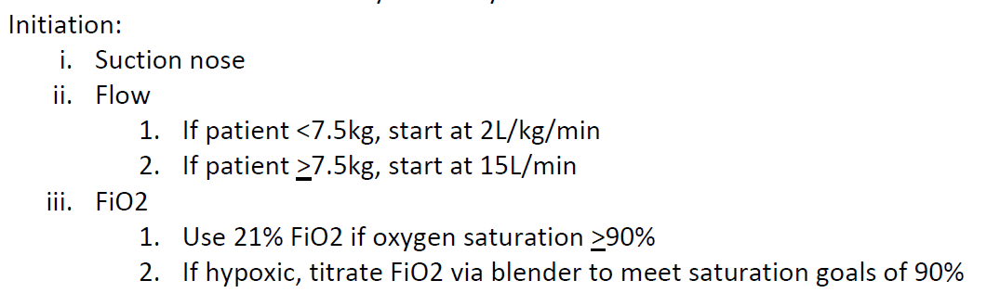 Initiation:
i. Suction nose
ii. Flow
1. If patient <7.5kg, start at 2L/kg/min
2. If patient ≥7.5kg, start at 15L/min
iii. FiO2
1. Use 21% FiO2 if oxygen saturation ≥90%
2. If hypoxic, titrate FiO2 via blender to meet saturation goals of 90%